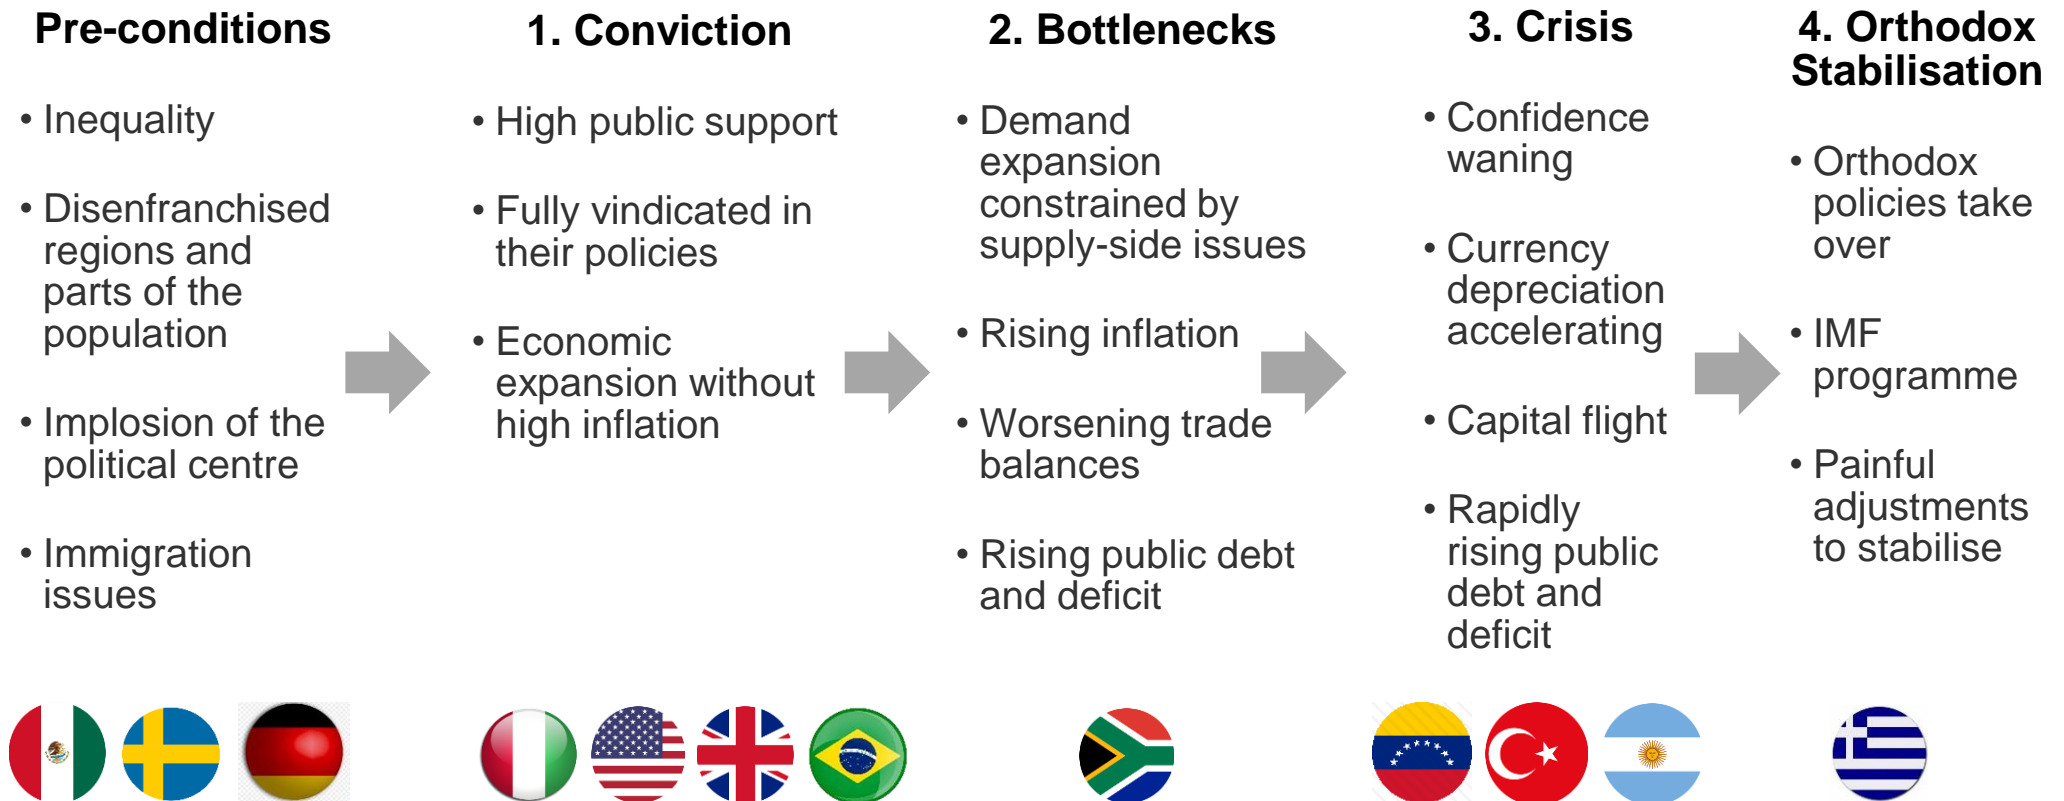 Pre-conditions
• Inequality
• Disenfranchised
regions and
parts of the
population
• Implosion of the
political centre
• Immigration
issues
1. Conviction
• High public support
• Fully vindicated in
their policies
• Economic
expansion without
high inflation
2. Bottlenecks
• Demand
expansion
constrained by
supply-side issues
• Rising inflation
• Worsening trade
balances
• Rising public debt
and deficit
3. Crisis
• Confidence
waning
• Currency
depreciation
accelerating
• Capital flight
• Rapidly
rising public
debt and
deficit
4. Orthodox
Stabilisation
• Orthodox
policies take
over
• IMF
programme
• Painful
adjustments
to stabilise